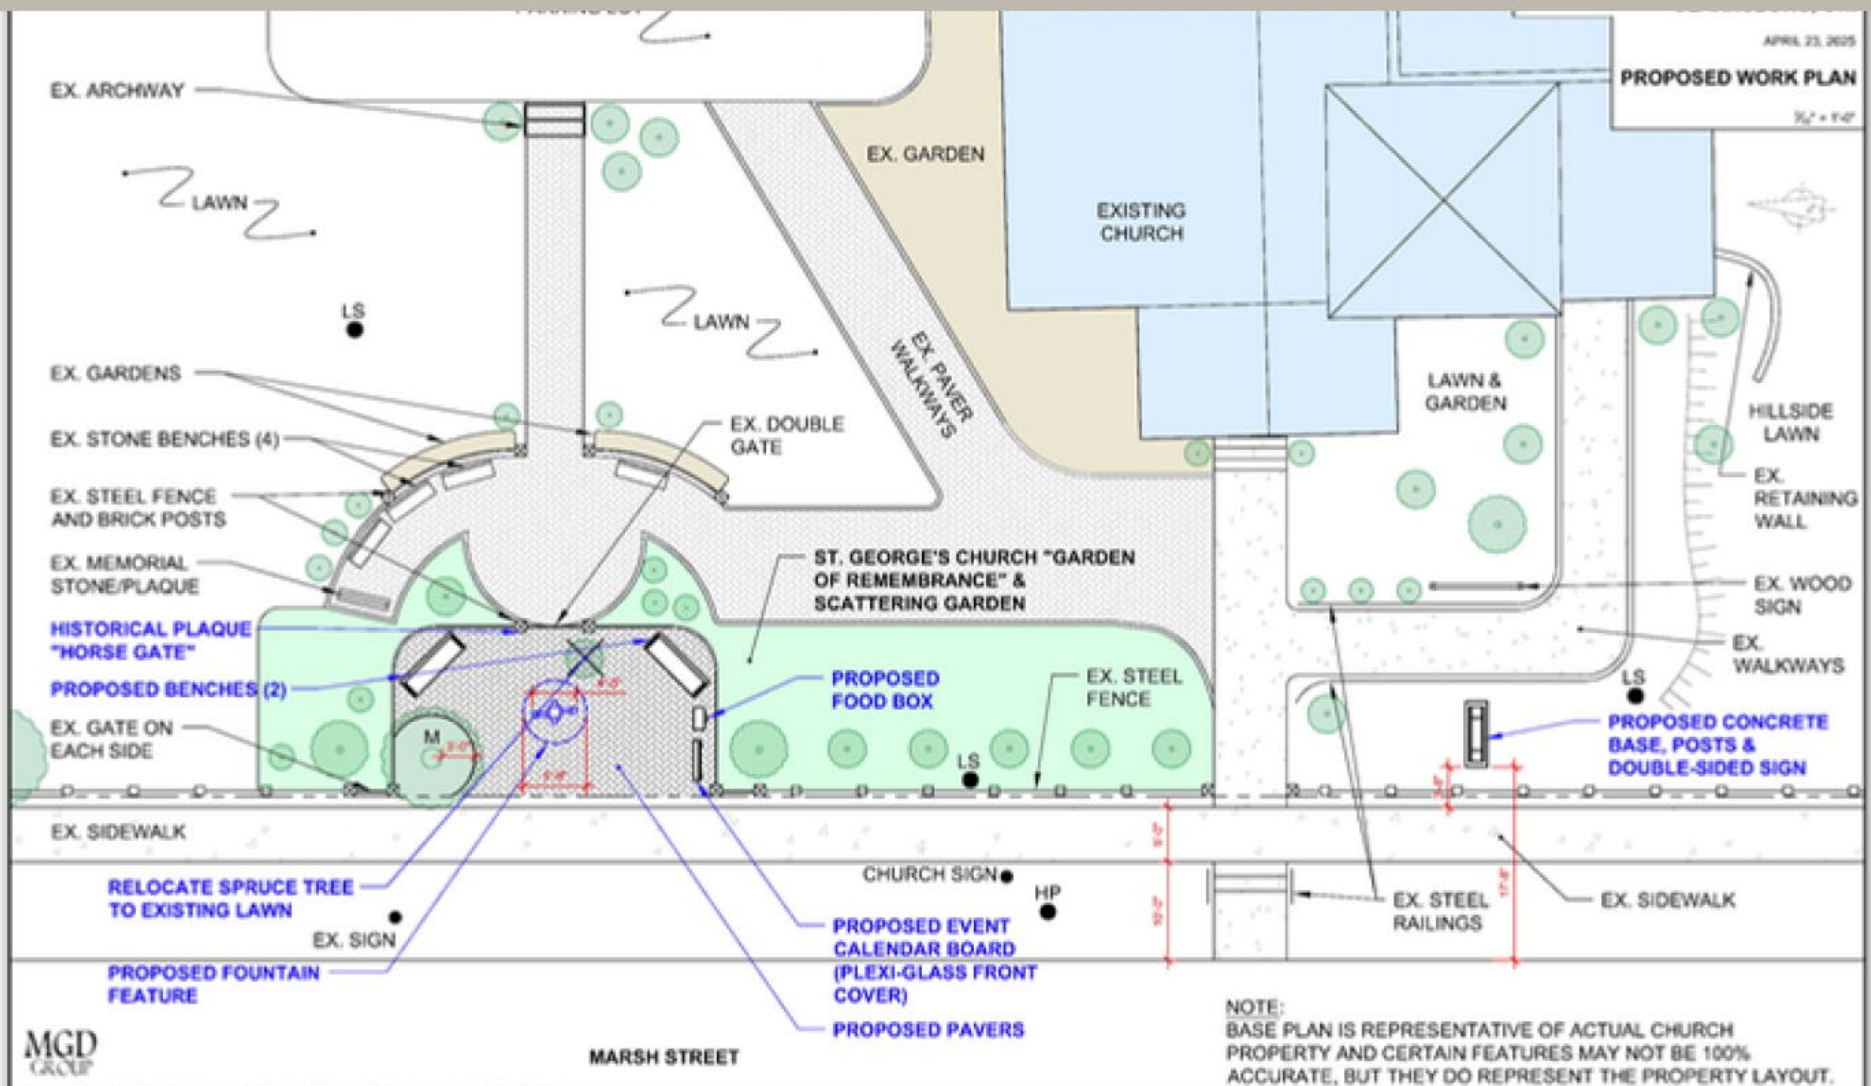 APRIL 23, 2025
PROPOSED WORK PLAN
EX. ARCHWAY
LAWN
LS
LAWN
EX. GARDEN
EX. PAVER
WALKWAYS
EXISTING
CHURCH
LAWN &
GARDEN
HILLSIDE
LAWN
EX.
RETAINING
WALL
EX. WOOD
SIGN
EX.
WALKWAYS
LS
PROPOSED CONCRETE
BASE, POSTS &
DOUBLE-SIDED SIGN
EX. GARDENS
EX. STONE BENCHES (4)
EX. STEEL FENCE
AND BRICK POSTS
EX. MEMORIAL
STONE/PLAQUE
HISTORICAL PLAQUE
"HORSE GATE"
PROPOSED BENCHES (2)
EX. GATE ON
EACH SIDE
M
EX. DOUBLE
GATE
ST. GEORGE'S CHURCH "GARDEN
OF REMEMBRANCE" &
SCATTERING GARDEN
PROPOSED
FOOD BOX
EX. STEEL
FENCE
LS
EX. SIDEWALK
5'-0"
10'-0"
17'-8"
RELOCATE SPRUCE TREE
TO EXISTING LAWN
EX. SIGN
PROPOSED FOUNTAIN
FEATURE
CHURCH SIGN
HP
PROPOSED EVENT
CALENDAR BOARD
(PLEXI-GLASS FRONT
COVER)
PROPOSED PAVERS
EX. STEEL
RAILINGS
EX. SIDEWALK
MGD
GROUP
MARSH STREET
NOTE:
BASE PLAN IS REPRESENTATIVE OF ACTUAL CHURCH
PROPERTY AND CERTAIN FEATURES MAY NOT BE 100%
ACCURATE, BUT THEY DO REPRESENT THE PROPERTY LAYOUT.